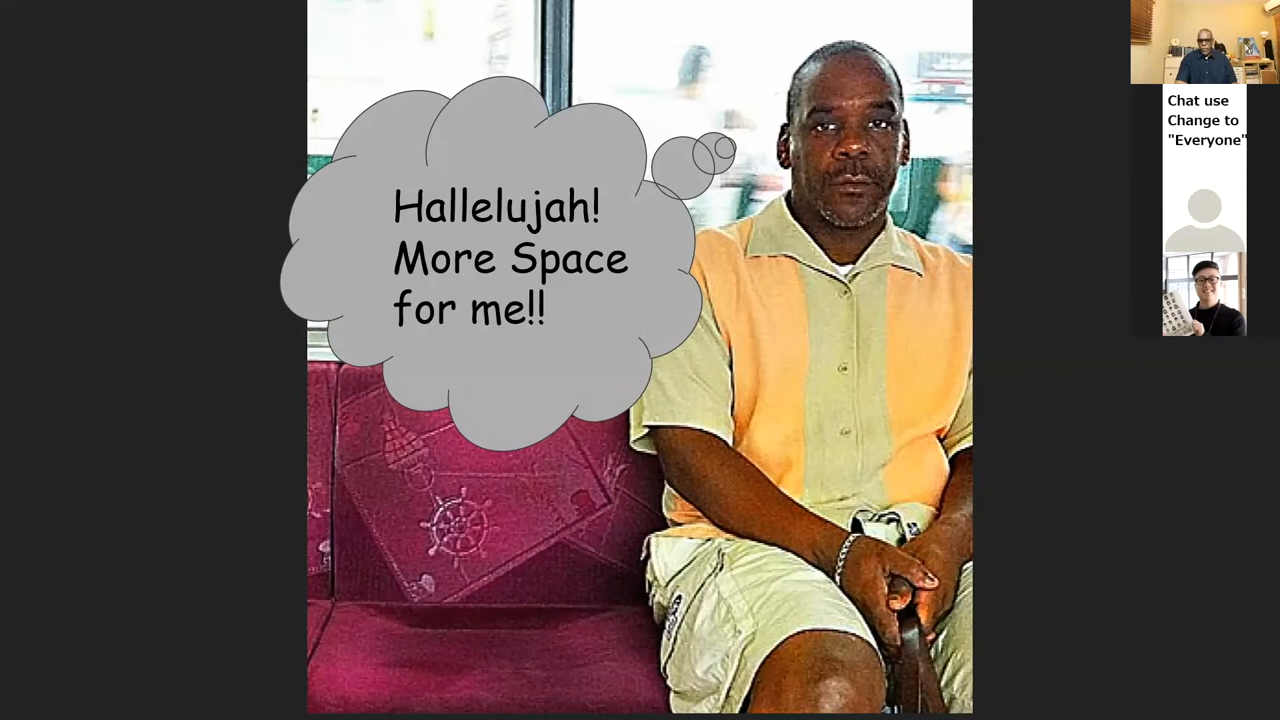 Hallelujah!
More Space
for me!!
Chat use
Change to
"Everyone"